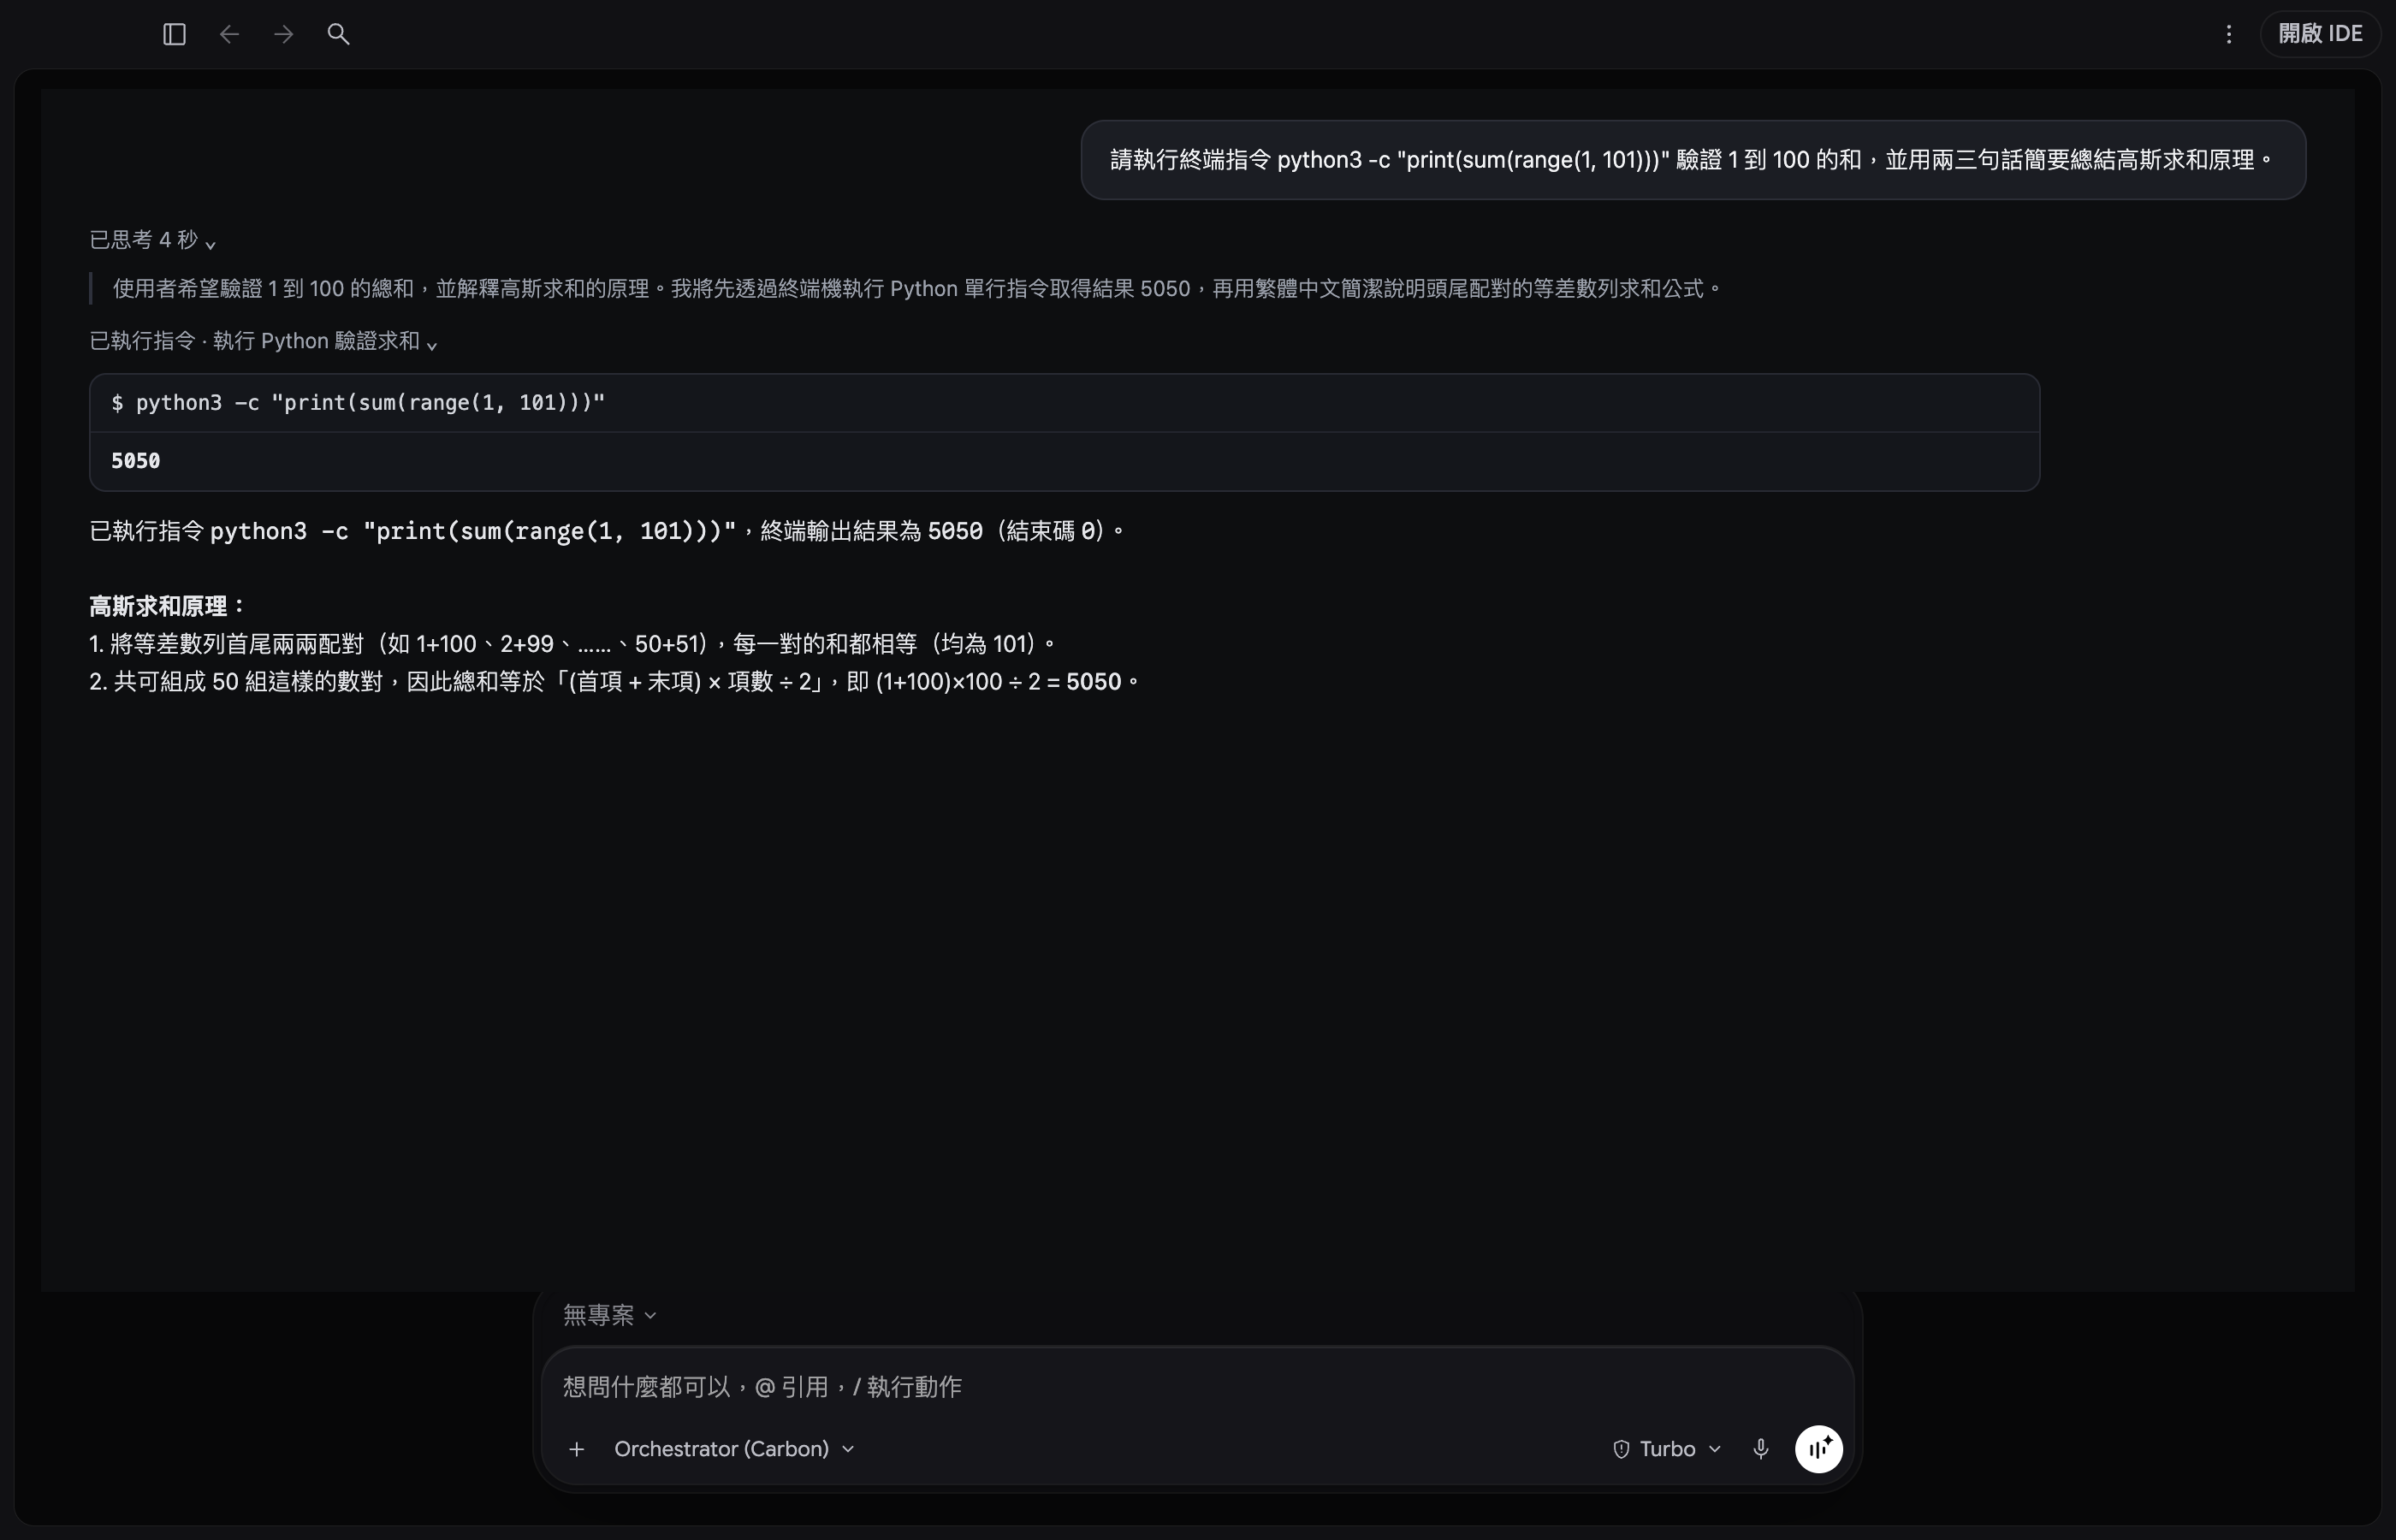 開啟 IDE
請執行終端指令 python3 -c "print(sum(range(1, 101)))" 驗證 1 到 100 的和，並用兩三句話簡要總結高斯求和原理。
已思考 4 秒
使用者希望驗證 1 到 100 的總和，並解釋高斯求和的原理。我將先透過終端機執行 Python 單行指令取得結果 5050，再用繁體中文簡潔說明頭尾配對的等差數列求和公式。
已執行指令 · 執行 Python 驗證求和
$ python3 -c "print(sum(range(1, 101)))"
5050
已執行指令 python3 -c "print(sum(range(1, 101)))"，終端輸出結果為 5050（結束碼 0）。
高斯求和原理：
1. 將等差數列首尾兩兩配對（如 1+100、2+99、……、50+51），每一對的和都相等（均為 101）。
2. 共可組成 50 組這樣的數對，因此總和等於「(首項 + 末項) × 項數 ÷ 2」，即 (1+100)×100 ÷ 2 = 5050。
無專案
想問什麼都可以，@ 引用，/ 執行動作
Orchestrator (Carbon)
Turbo